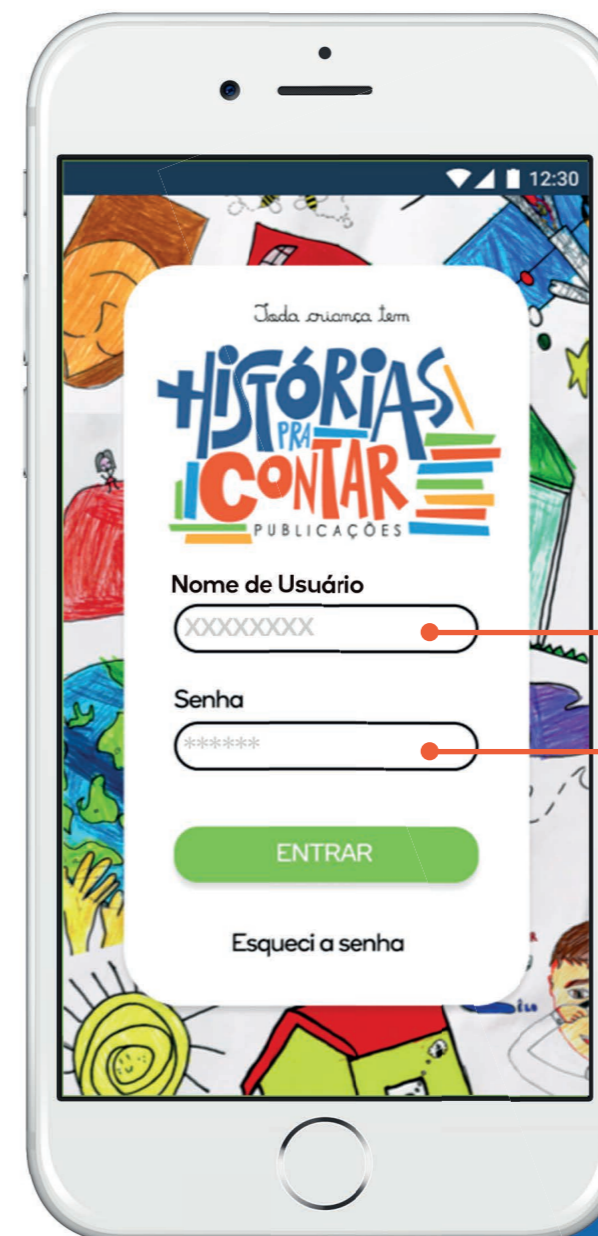 12:30
Toda criança tem
+HISTÓRIAS
PRA
CONTAR
PUBLICAÇÕES
Nome de Usuário
XXXXXXXX
Senha
******
ENTRAR
Esqueci a senha